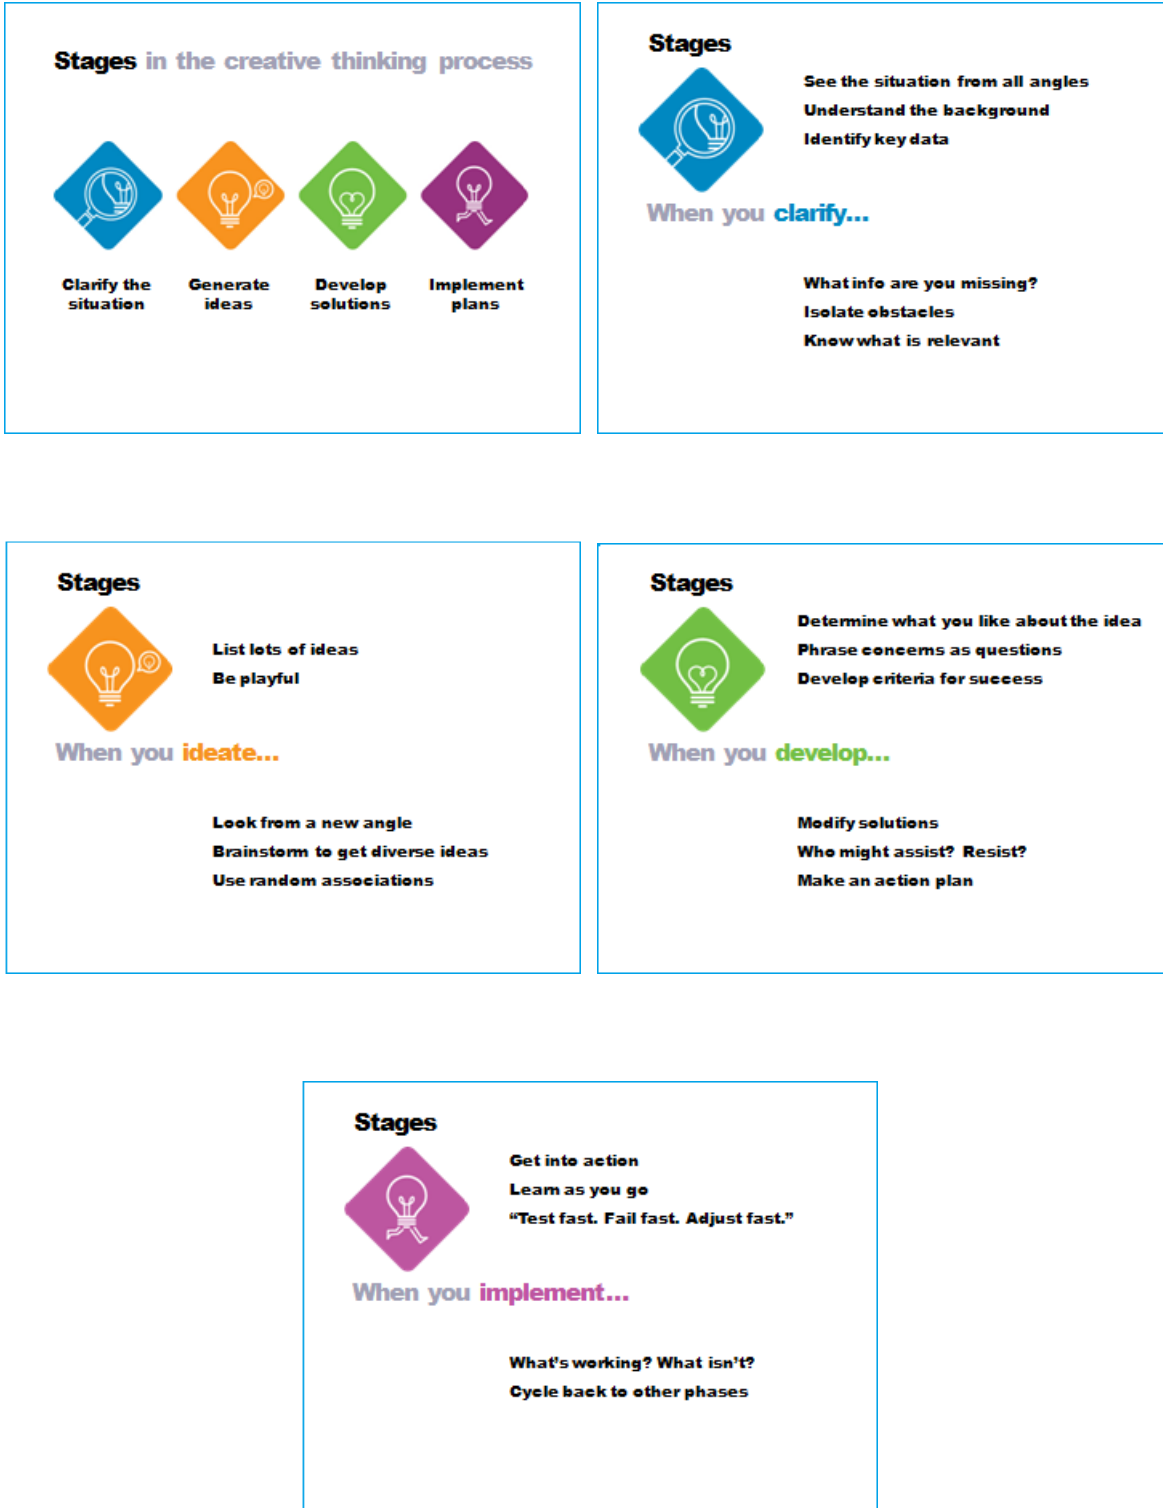 Stages in the creative thinking process
Clarify the
situation
Generate
ideas
Develop
solutions
Implement
plans
Stages
See the situation from all angles
Understand the background
Identify key data
When you clarify...
What info are you missing?
Isolate obstacles
Know what is relevant
Stages
List lots of ideas
Be playful
When you ideate...
Look from a new angle
Brainstorm to get diverse ideas
Use random associations
Stages
Determine what you like about the idea
Phrase concerns as questions
Develop criteria for success
When you develop...
Modify solutions
Who might assist? Resist?
Make an action plan
Stages
Get into action
Learn as you go
“Test fast. Fail fast. Adjust fast.”
When you implement...
What’s working? What isn’t?
Cycle back to other phases